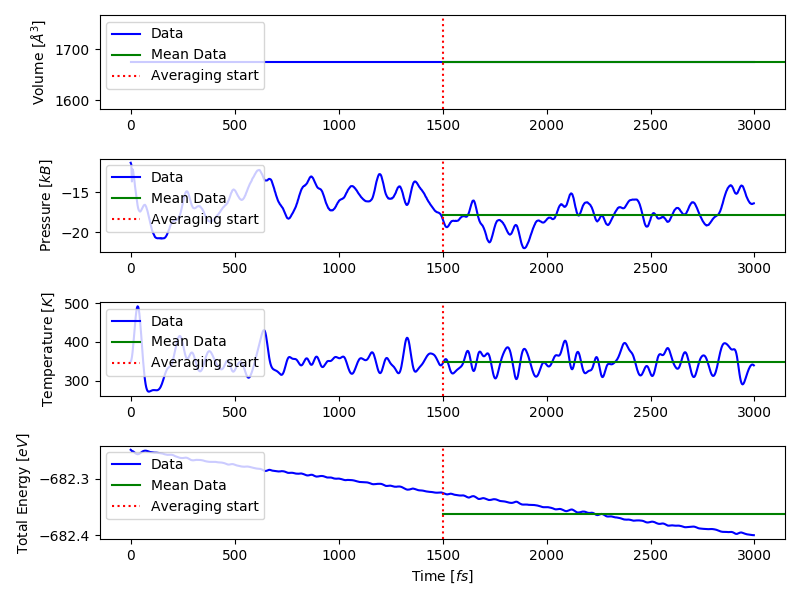 Volume [Å³]
1700
1600
Data
Mean Data
Averaging start
0 500 1000 1500 2000 2500 3000
Pressure [kB]
−15
−20
Data
Mean Data
Averaging start
0 500 1000 1500 2000 2500 3000
Temperature [K]
500
400
300
Data
Mean Data
Averaging start
0 500 1000 1500 2000 2500 3000
Total Energy [eV]
−682.3
−682.4
Data
Mean Data
Averaging start
0 500 1000 1500 2000 2500 3000
Time [fs]